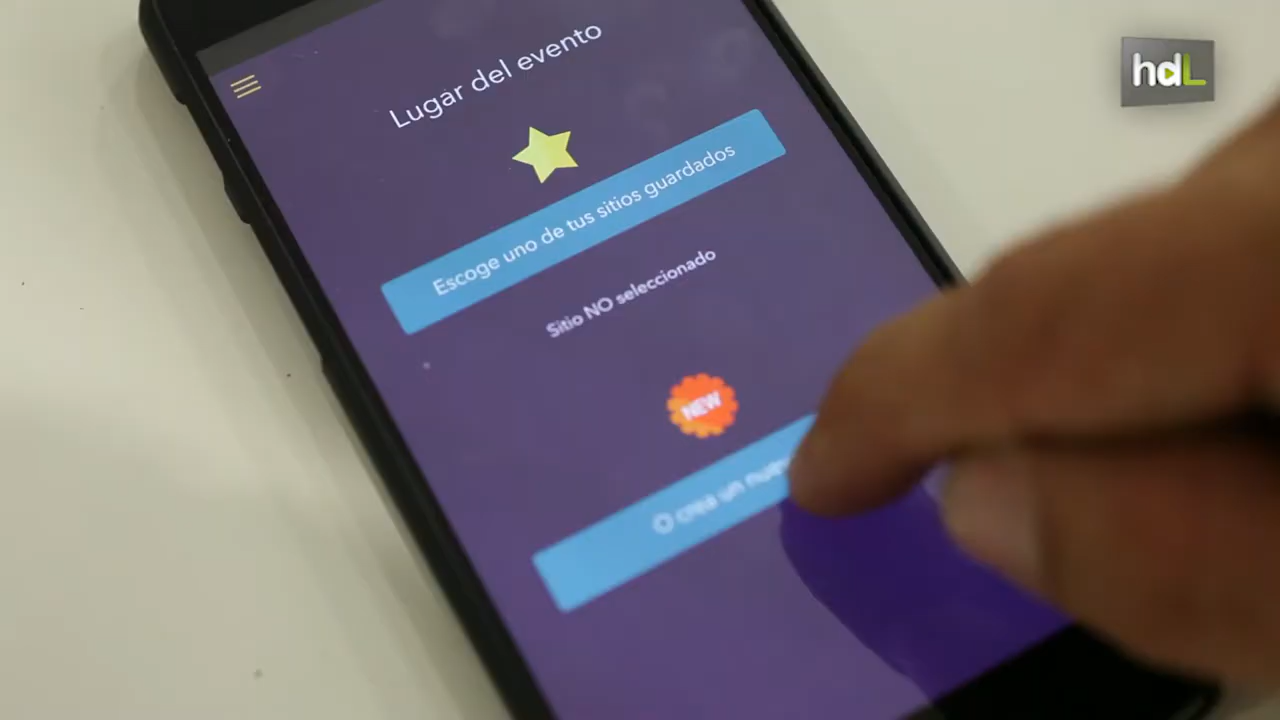 hdL
Lugar del evento
Escoge uno de tus sitios guardados
Sitio NO seleccionado
NEW
O crea un